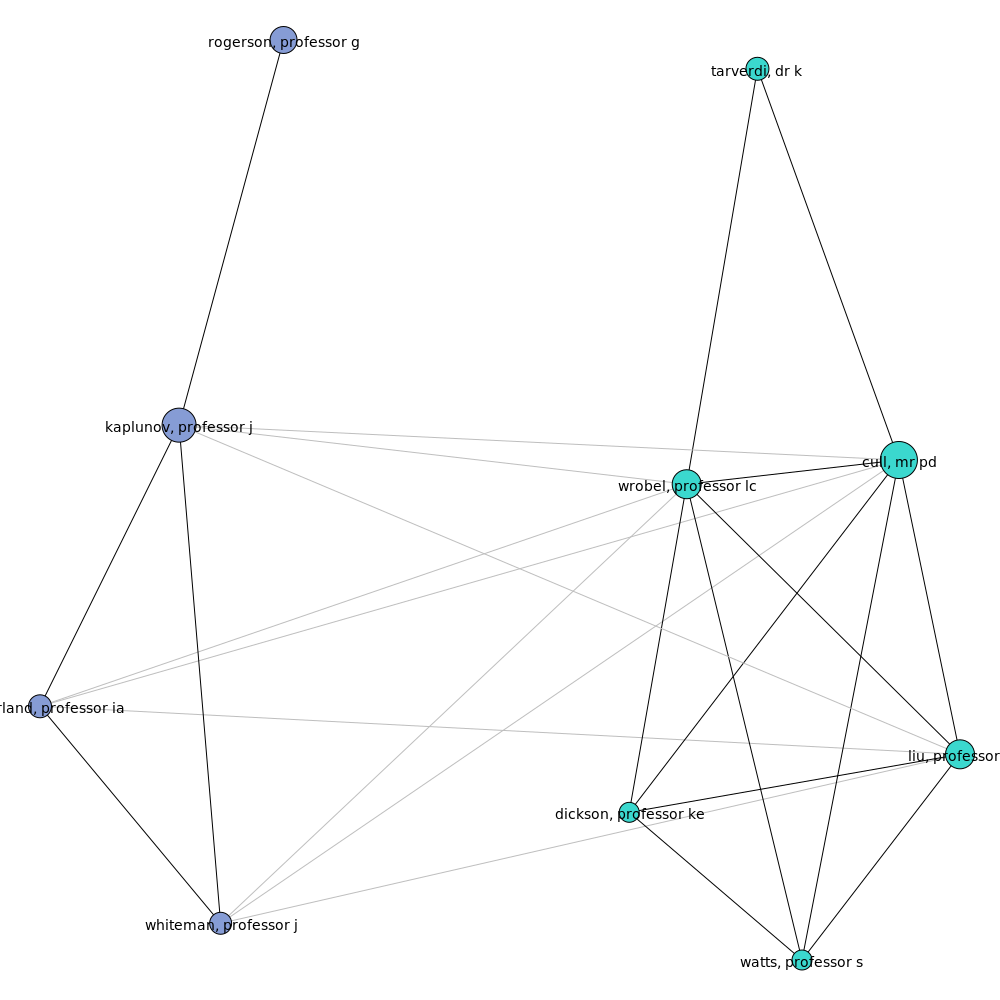 rogerson, professor g
tarverdi, dr k
kaplunov, professor j
cull, mr pd
wrobel, professor lc
rland, professor ia
liu, professor
dickson, professor ke
whiteman, professor j
watts, professor s